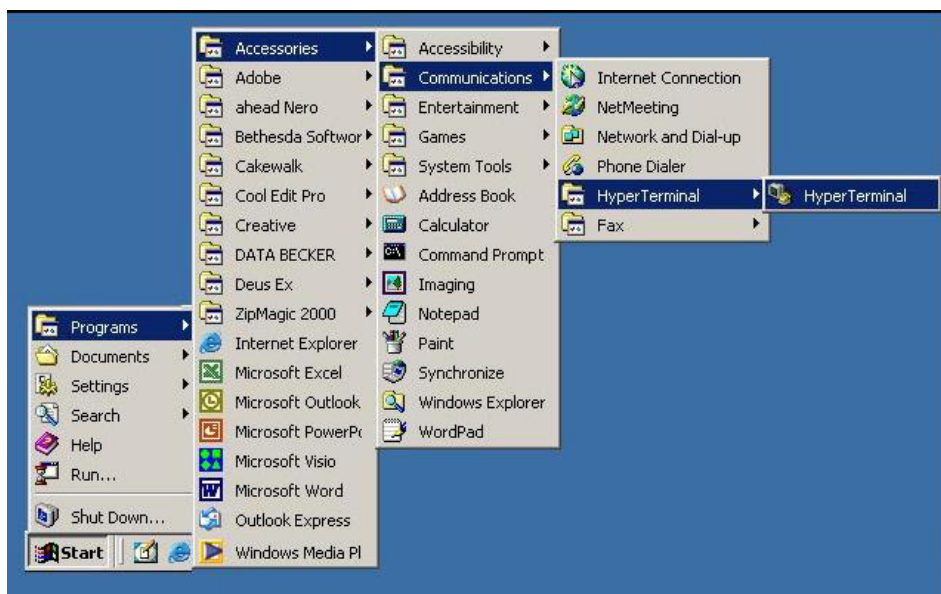 Programs
Documents
Settings
Search
Help
Run...
Shut Down...
Start
Accessories
Adobe
ahead Nero
Bethesda Softwor
Cakewalk
Cool Edit Pro
Creative
DATA BECKER
Deus Ex
ZipMagic 2000
Internet Explorer
Microsoft Excel
Microsoft Outlook
Microsoft PowerPo
Microsoft Visio
Microsoft Word
Outlook Express
Windows Media Pl
Accessibility
Communications
Entertainment
Games
System Tools
Address Book
Calculator
Command Prompt
Imaging
Notepad
Paint
Synchronize
Windows Explorer
WordPad
Internet Connection
NetMeeting
Network and Dial-up
Phone Dialer
HyperTerminal
Fax
HyperTerminal